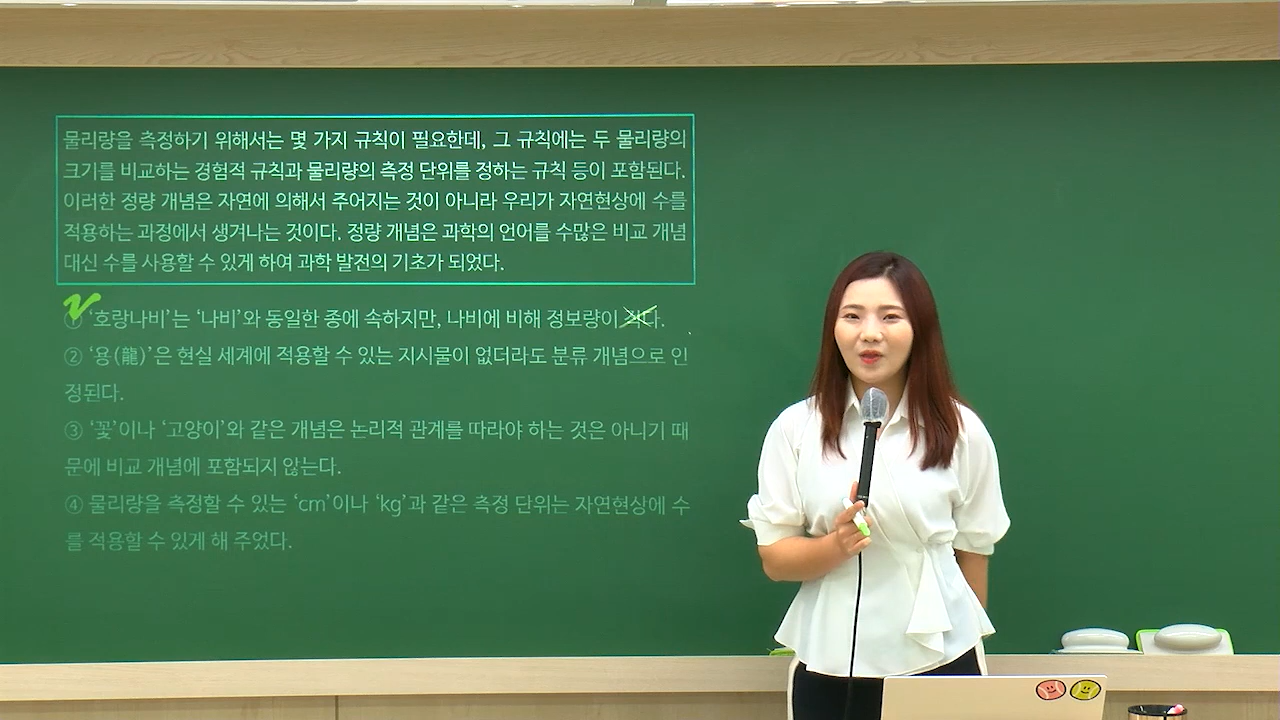 물리량을 측정하기 위해서는 몇 가지 규칙이 필요한데, 그 규칙에는 두 물리량의
크기를 비교하는 경험적 규칙과 물리량의 측정 단위를 정하는 규칙 등이 포함된다.
이러한 정량 개념은 자연에 의해서 주어지는 것이 아니라 우리가 자연현상에 수를
적용하는 과정에서 생겨나는 것이다. 정량 개념은 과학의 언어를 수많은 비교 개념
대신 수를 사용할 수 있게 하여 과학 발전의 기초가 되었다.
① ‘호랑나비’는 ‘나비’와 동일한 종에 속하지만, 나비에 비해 정보량이 적다.
② ‘용(龍)’은 현실 세계에 적용할 수 있는 지시물이 없더라도 분류 개념으로 인
정된다.
③ ‘꽃’이나 ‘고양이’와 같은 개념은 논리적 관계를 따라야 하는 것은 아니기 때
문에 비교 개념에 포함되지 않는다.
④ 물리량을 측정할 수 있는 ‘cm’이나 ‘kg’과 같은 측정 단위는 자연현상에 수
를 적용할 수 있게 해 주었다.